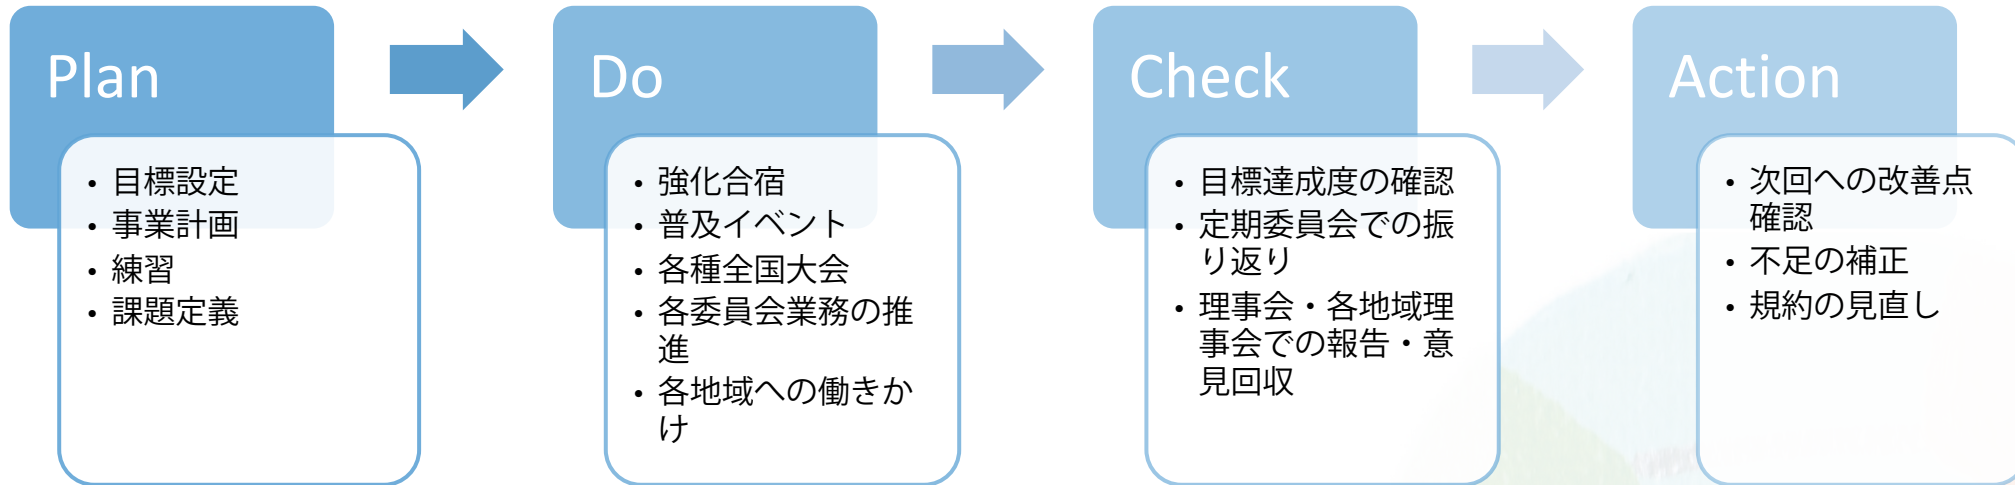 Plan
• 目標設定
• 事業計画
• 練習
• 課題定義
Do
• 強化合宿
• 普及イベント
• 各種全国大会
• 各委員会業務の推
進
• 各地域への働きか
け
Check
• 目標達成度の確認
• 定期委員会での振
り返り
• 理事会・各地域理
事会での報告・意
見回収
Action
• 次回への改善点
確認
• 不足の補正
• 規約の見直し